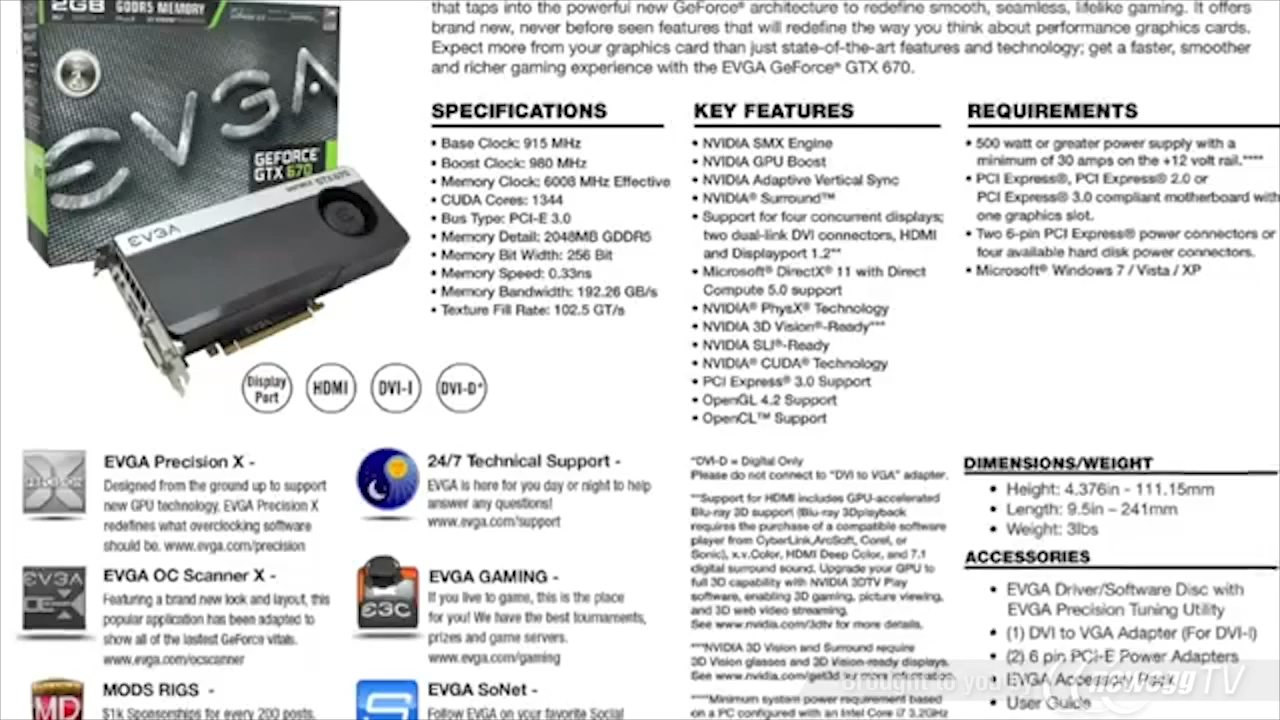 2GB GDDR5 MEMORY
EVGA
GEFORCE
GTX 670
GEFORCE GTX 670
EVGA
EVGA
Display
Port
HDMI
DVI-I
DVI-D*
that taps into the powerful new GeForce® architecture to redefine smooth, seamless, lifelike gaming. It offers
brand new, never before seen features that will redefine the way you think about performance graphics cards.
Expect more from your graphics card than just state-of-the-art features and technology; get a faster, smoother
and richer gaming experience with the EVGA GeForce® GTX 670.
SPECIFICATIONS
• Base Clock: 915 MHz
• Boost Clock: 980 MHz
• Memory Clock: 6008 MHz Effective
• CUDA Cores: 1344
• Bus Type: PCI-E 3.0
• Memory Detail: 2048MB GDDR5
• Memory Bit Width: 256 Bit
• Memory Speed: 0.33ns
• Memory Bandwidth: 192.26 GB/s
• Texture Fill Rate: 102.5 GT/s
KEY FEATURES
• NVIDIA SMX Engine
• NVIDIA GPU Boost
• NVIDIA Adaptive Vertical Sync
• NVIDIA® Surround™
• Support for four concurrent displays;
two dual-link DVI connectors, HDMI
and Displayport 1.2**
• Microsoft® DirectX® 11 with Direct
Compute 5.0 support
• NVIDIA® PhysX® Technology
• NVIDIA 3D Vision®-Ready***
• NVIDIA SLI®-Ready
• NVIDIA® CUDA® Technology
• PCI Express® 3.0 Support
• OpenGL 4.2 Support
• OpenCL™ Support
REQUIREMENTS
• 500 watt or greater power supply with a
minimum of 30 amps on the +12 volt rail.****
• PCI Express®, PCI Express® 2.0 or
PCI Express® 3.0 compliant motherboard with
one graphics slot.
• Two 6-pin PCI Express® power connectors or
four available hard disk power connectors.
• Microsoft® Windows 7 / Vista / XP
EVGA Precision X -
Designed from the ground up to support
new GPU technology. EVGA Precision X
redefines what overclocking software
should be. www.evga.com/precision
EVGA
EVGA OC Scanner X -
Featuring a brand new look and layout, this
popular application has been adapted to
show all of the lastest GeForce vitals.
www.evga.com/ocscanner
MD
MODS RIGS -
$1k Sponsorships for every 200 posts.
24/7 Technical Support -
EVGA is here for you day or night to help
answer any questions!
www.evga.com/support
EVGA GAMING -
If you live to game, this is the place
for you! We have the best tournaments,
prizes and game servers.
www.evga.com/gaming
EVGA SoNet -
Follow EVGA on your favorite Social
*DVI-D = Digital Only
Please do not connect to "DVI to VGA" adapter.
**Support for HDMI includes GPU-accelerated
Blu-ray 3D support (Blu-ray 3Dplayback
requires the purchase of a compatible software
player from CyberLink,ArcSoft, Corel, or
Sonic), x.v.Color, HDMI Deep Color, and 7.1
digital surround sound. Upgrade your GPU to
full 3D capability with NVIDIA 3DTV Play
software, enabling 3D gaming, picture viewing,
and 3D web video streaming.
See www.nvidia.com/3dtv for more details.
***NVIDIA 3D Vision and Surround require
3D Vision glasses and 3D Vision-ready displays.
See www.nvidia.com/get3d for more information
****Minimum system power requirement based
on a PC configured with an Intel Core i7 3.2GHz
DIMENSIONS/WEIGHT
• Height: 4.376in - 111.15mm
• Length: 9.5in – 241mm
• Weight: 3lbs
ACCESSORIES
• EVGA Driver/Software Disc with
EVGA Precision Tuning Utility
• (1) DVI to VGA Adapter (For DVI-I)
• (2) 6 pin PCI-E Power Adapters
• EVGA Accessory Pack
• User Guide
Brought to you by newegg TV